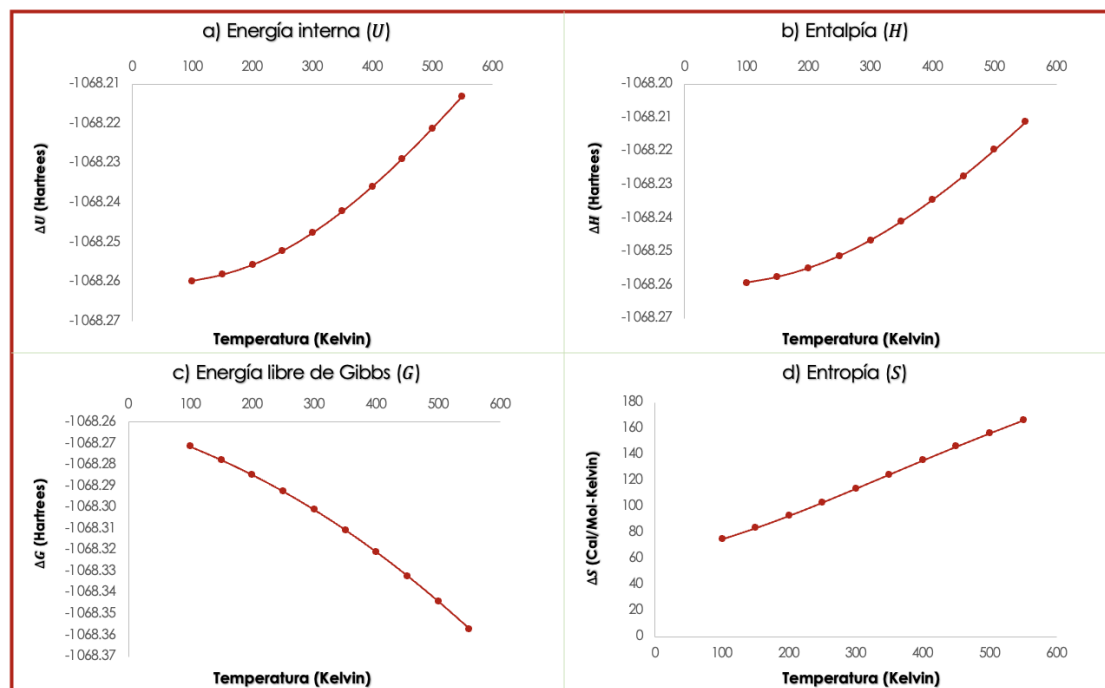 a) Energía interna (U)
0 100 200 300 400 500 600
-1068.21
-1068.22
-1068.23
-1068.24
-1068.25
-1068.26
-1068.27
ΔU (Hartrees)
Temperatura (Kelvin)
b) Entalpía (H)
0 100 200 300 400 500 600
-1068.20
-1068.21
-1068.22
-1068.23
-1068.24
-1068.25
-1068.26
-1068.27
ΔH (Hartrees)
Temperatura (Kelvin)
c) Energía libre de Gibbs (G)
0 100 200 300 400 500 600
-1068.26
-1068.27
-1068.28
-1068.29
-1068.30
-1068.31
-1068.32
-1068.33
-1068.34
-1068.35
-1068.36
-1068.37
ΔG (Hartrees)
Temperatura (Kelvin)
d) Entropía (S)
180
160
140
120
100
80
60
40
20
0
ΔS (Cal/Mol-Kelvin)
0 100 200 300 400 500 600
Temperatura (Kelvin)